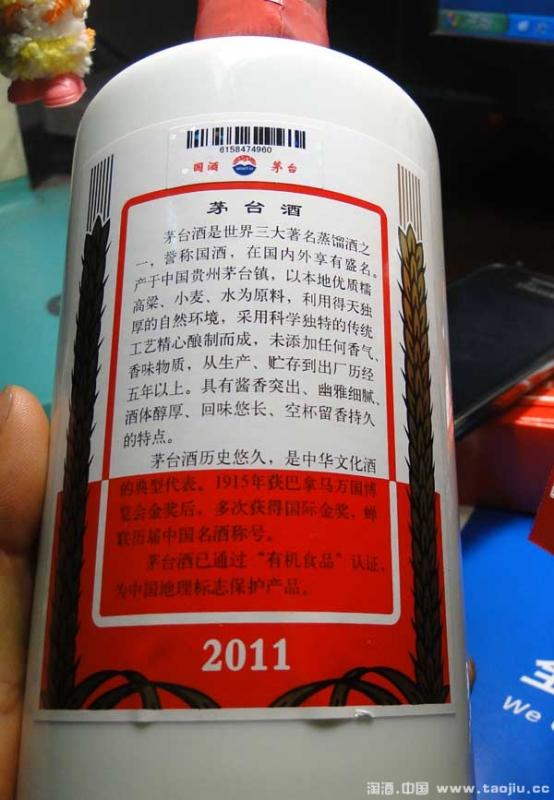 6158474960
国酒 茅台
茅台酒
茅台酒是世界三大著名蒸馏酒之
一，誉称国酒，在国内外享有盛名。
产于中国贵州茅台镇，以本地优质糯
高粱、小麦、水为原料，利用得天独
厚的自然环境，采用科学独特的传统
工艺精心酿制而成，未添加任何香气、
香味物质，从生产、贮存到出厂历经
五年以上。具有酱香突出、幽雅细腻、
酒体醇厚、回味悠长、空杯留香持久
的特点。
茅台酒历史悠久，是中华文化酒
的典型代表。1915年获巴拿马万国博
览会金奖后，多次获得国际金奖，蝉
联历届中国名酒称号。
茅台酒已通过“有机食品”认证，
为中国地理标志保护产品。
2011
We
淘酒.中国 www.taojiu.cc